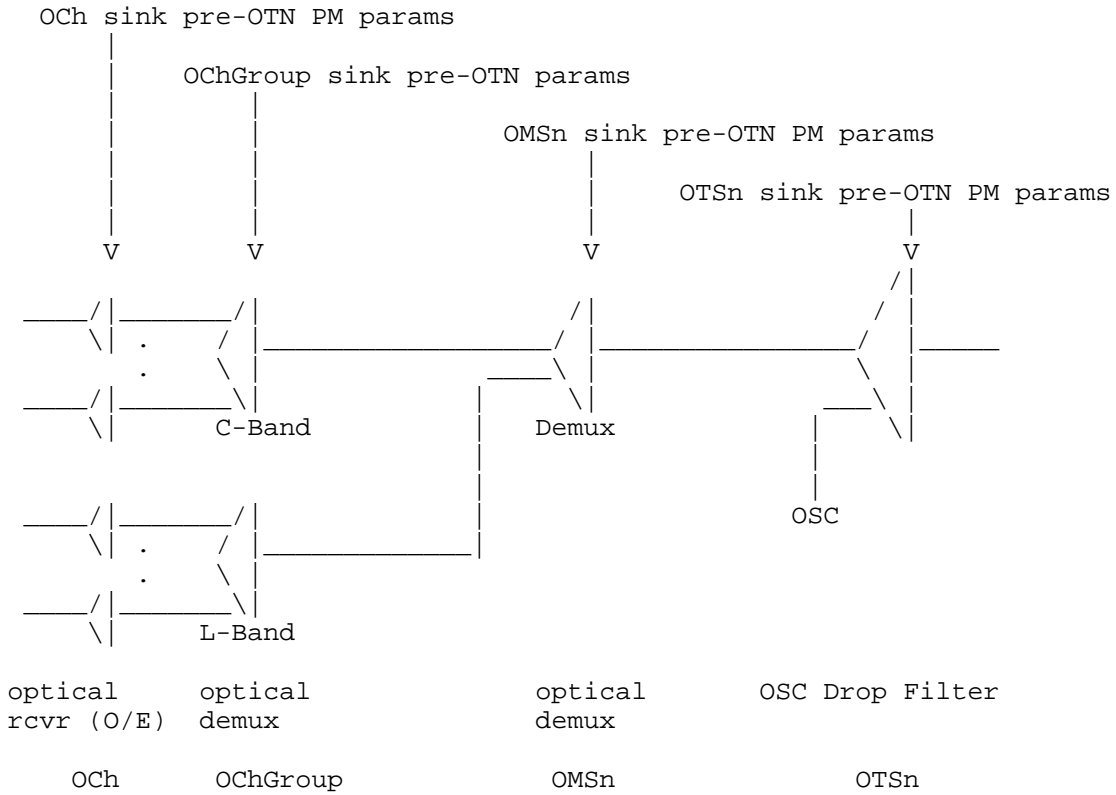 OCh sink pre-OTN PM params
OChGroup sink pre-OTN params
OMSn sink pre-OTN PM params
OTSn sink pre-OTN PM params
V V V V
C-Band Demux
OSC
L-Band
optical optical optical OSC Drop Filter
rcvr (O/E) demux demux
OCh OChGroup OMSn OTSn